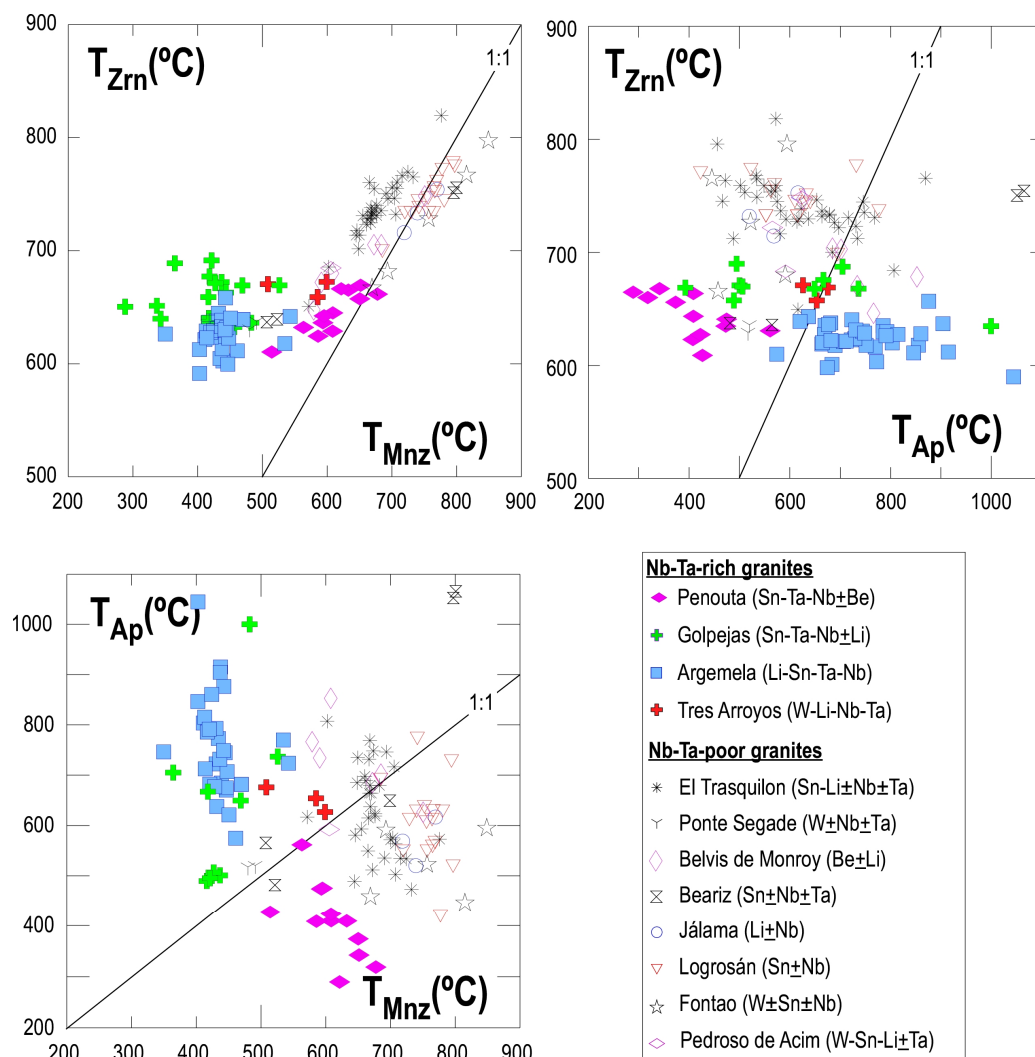 900
800
700
600
500
T_Zrn(ºC)
1:1
T_Mnz(ºC)
200 300 400 500 600 700 800 900
900
800
700
600
500
T_Zrn(ºC)
1:1
T_Ap(ºC)
200 400 600 800 1000
1000
800
600
400
200
T_Ap(ºC)
1:1
T_Mnz(ºC)
200 300 400 500 600 700 800 900
Nb-Ta-rich granites
Penouta (Sn-Ta-Nb±Be)
Golpejas (Sn-Ta-Nb±Li)
Argemela (Li-Sn-Ta-Nb)
Tres Arroyos (W-Li-Nb-Ta)
Nb-Ta-poor granites
El Trasquilon (Sn-Li±Nb±Ta)
Ponte Segade (W±Nb±Ta)
Belvis de Monroy (Be±Li)
Beariz (Sn±Nb±Ta)
Jálama (Li±Nb)
Logrosán (Sn±Nb)
Fontao (W±Sn±Nb)
Pedroso de Acim (W-Sn-Li±Ta)